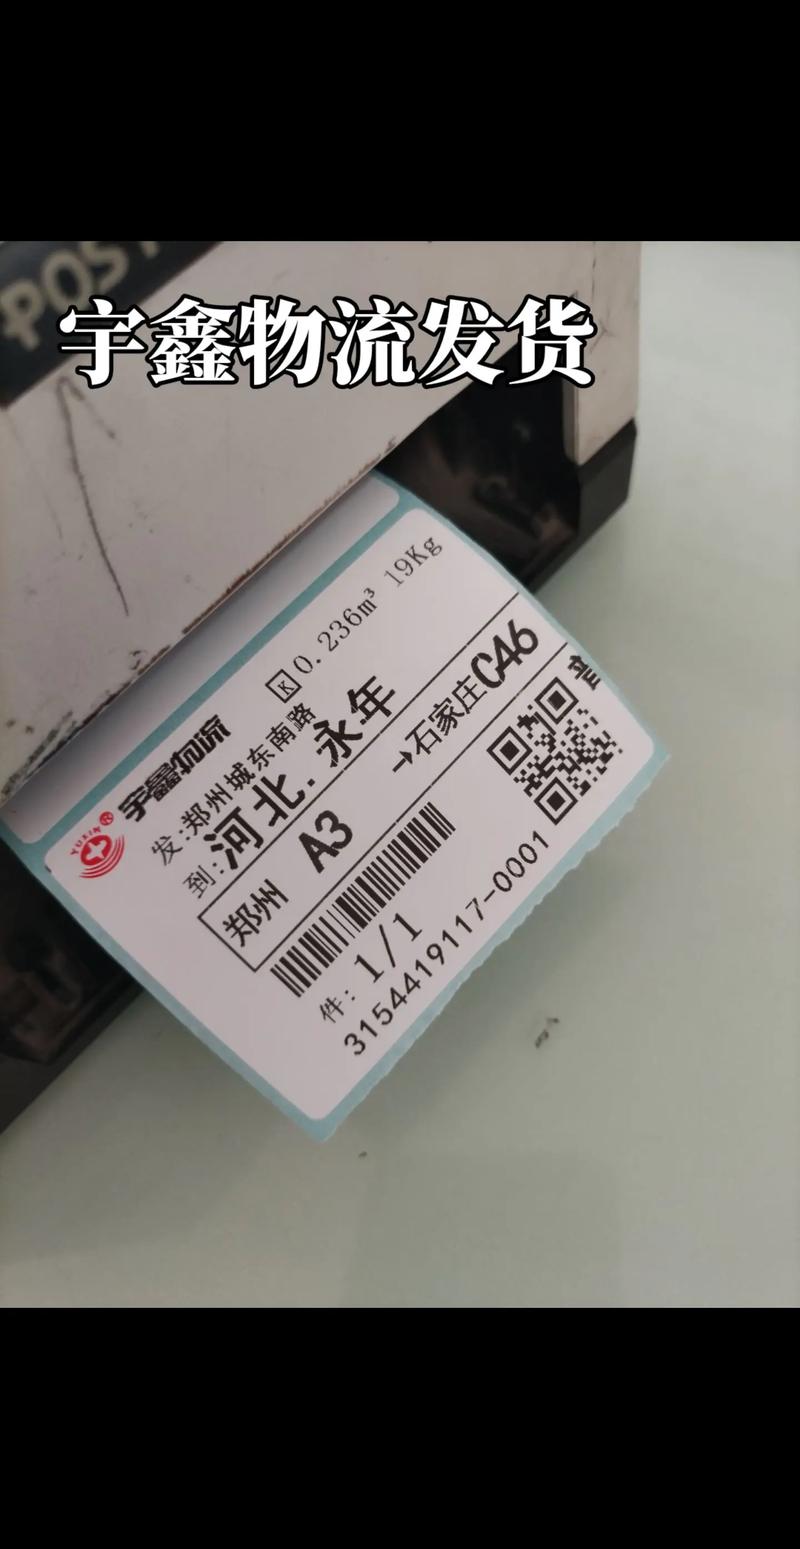 POST
宇鑫物流发货
YUXIN®
宇鑫物流
K 0.236m³ 19Kg
发:郑州城东南路
到:河北.永年
郑州 A3 →石家庄C46
件: 1/1
3154419117-0001